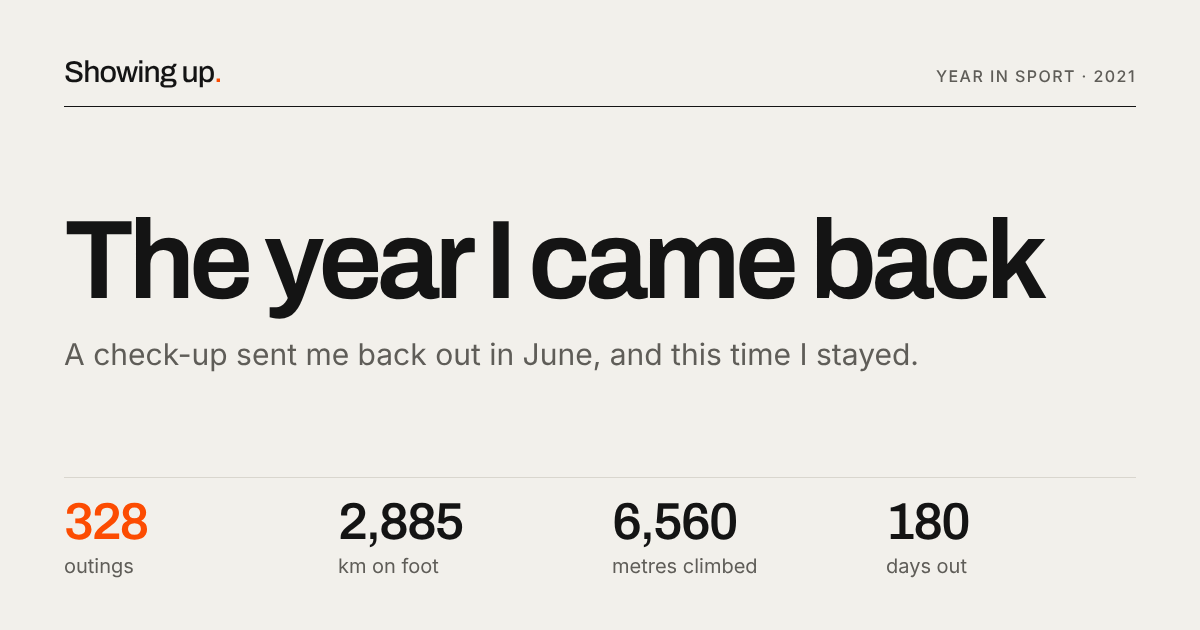 Showing up.
YEAR IN SPORT · 2021
The year I came back
A check-up sent me back out in June, and this time I stayed.
328
outings
2,885
km on foot
6,560
metres climbed
180
days out